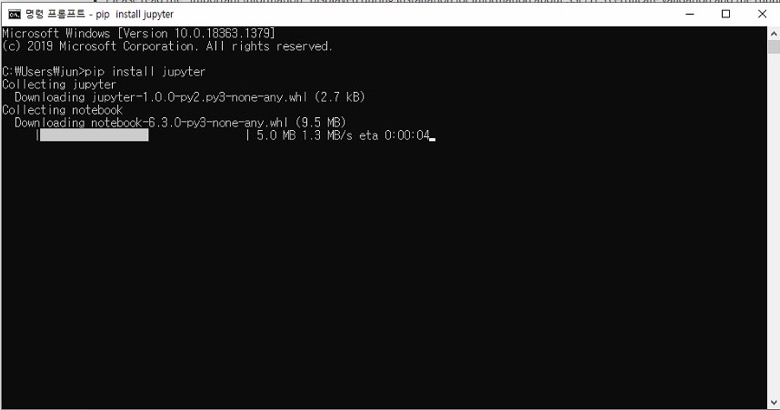 명령 프롬프트 - pip  install jupyter
Microsoft Windows [Version 10.0.18363.1379]
(c) 2019 Microsoft Corporation. All rights reserved.
C:₩Users₩jun>pip install jupyter
Collecting jupyter
  Downloading jupyter-1.0.0-py2.py3-none-any.whl (2.7 kB)
Collecting notebook
  Downloading notebook-6.3.0-py3-none-any.whl (9.5 MB)
     |                | 5.0 MB 1.3 MB/s eta 0:00:04